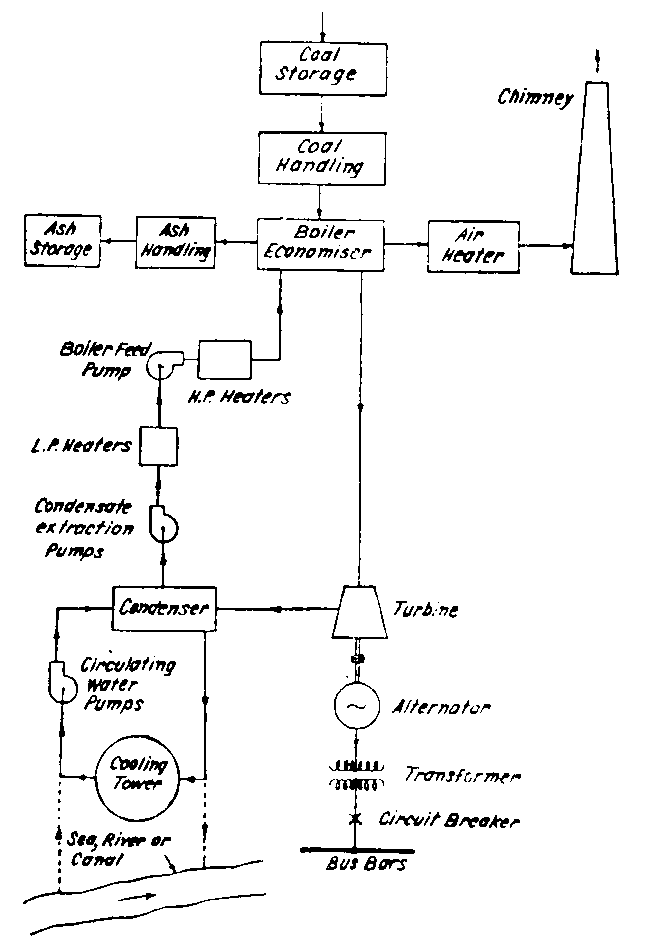 Coal
Storage
Chimney
Coal
Handling
Ash
Storage
Ash
Handling
Boiler
Economiser
Air
Heater
Boiler Feed
Pump
H.P. Heaters
L.P. Heaters
Condensate
extraction
Pumps
Condenser
Turbine
Circulating
Water
Pumps
Alternator
Cooling
Tower
Transformer
Circuit Breaker
Sea, River or
Canal
Bus Bars